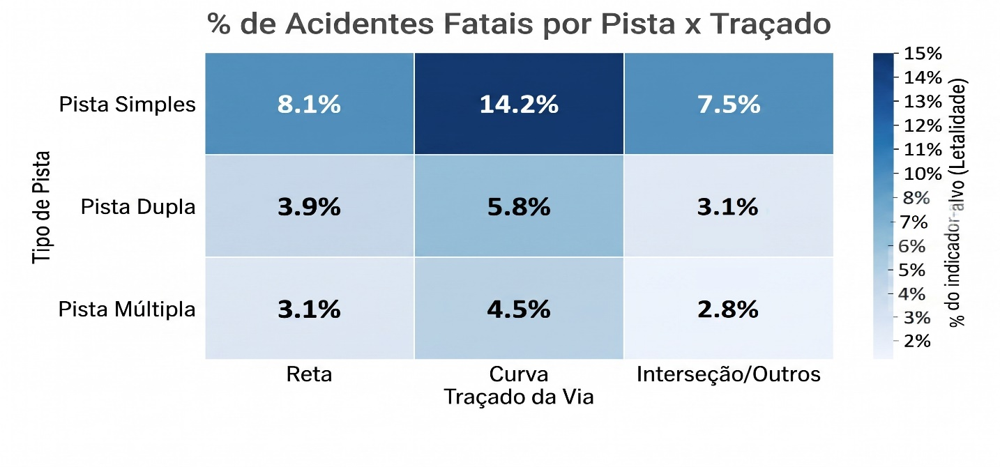 % de Acidentes Fatais por Pista x Traçado
Tipo de Pista
Pista Simples
8.1%
14.2%
7.5%
Pista Dupla
3.9%
5.8%
3.1%
Pista Múltipla
3.1%
4.5%
2.8%
Reta
Curva
Interseção/Outros
Traçado da Via
15%
14%
13%
12%
11%
10%
8%
7%
6%
5%
4%
3%
2%
% do indicador-alvo (Letalidade)